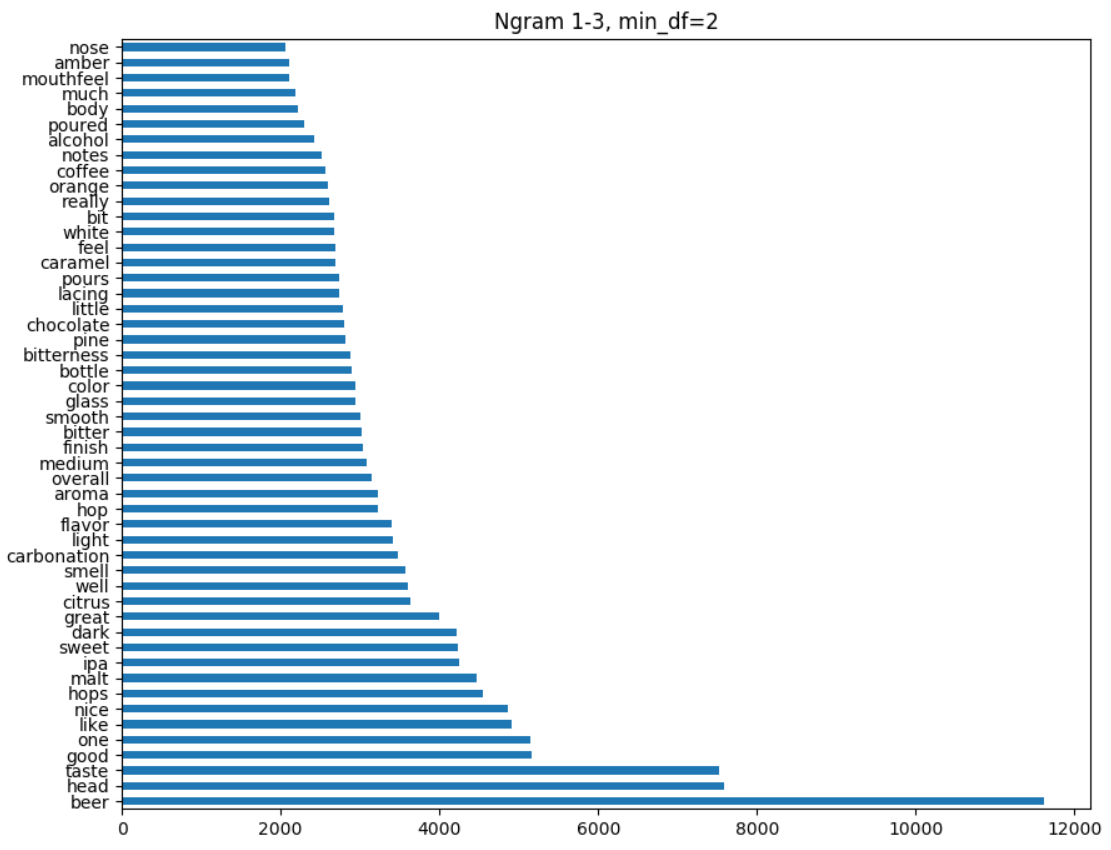 Ngram 1-3, min_df=2
nose
amber
mouthfeel
much
body
poured
alcohol
notes
coffee
orange
really
bit
white
feel
caramel
pours
lacing
little
chocolate
pine
bitterness
bottle
color
glass
smooth
bitter
finish
medium
overall
aroma
hop
flavor
light
carbonation
smell
well
citrus
great
dark
sweet
ipa
malt
hops
nice
like
one
good
taste
head
beer
0 2000 4000 6000 8000 10000 12000